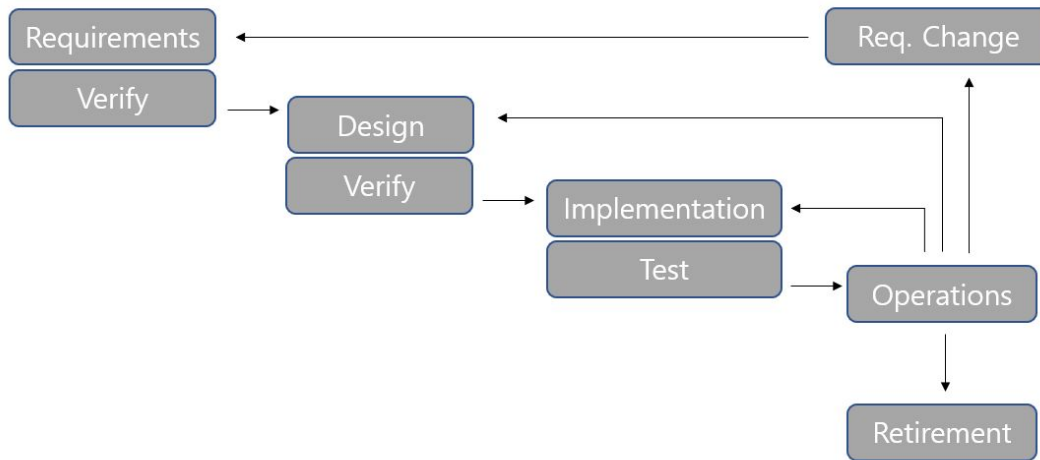 Requirements
Req. Change
Verify
Design
Verify
Implementation
Test
Operations
Retirement